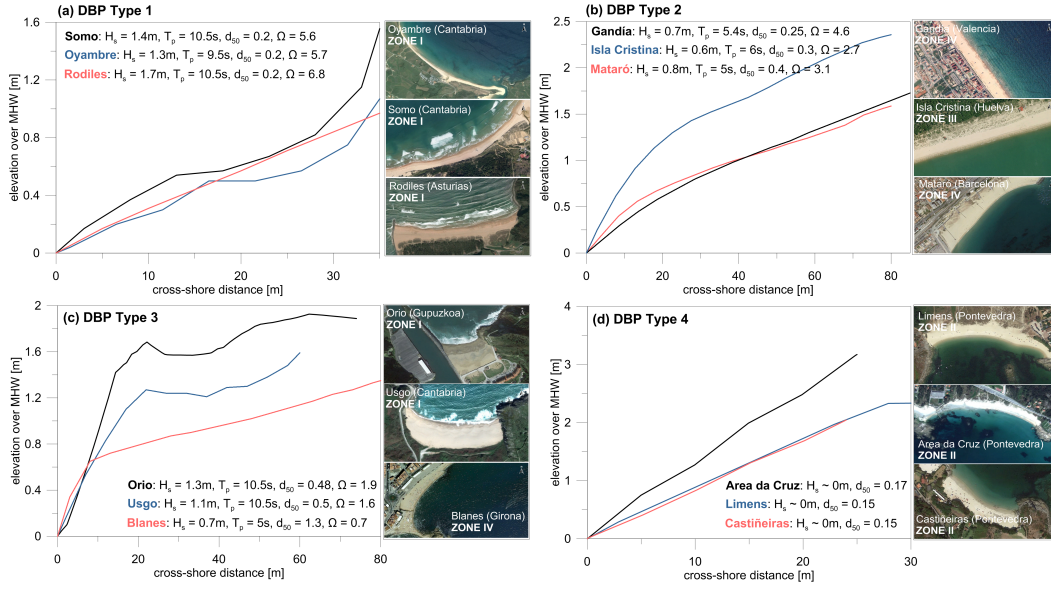 (a) DBP Type 1
Somo: Hs = 1.4m, Tp = 10.5s, d50 = 0.2, Ω = 5.6
Oyambre: Hs = 1.3m, Tp = 9.5s, d50 = 0.2, Ω = 5.7
Rodiles: Hs = 1.7m, Tp = 10.5s, d50 = 0.2, Ω = 6.8
elevation over MHW [m]
1.6
1.2
0.8
0.4
0
0 10 20 30
cross-shore distance [m]
Oyambre (Cantabria)
ZONE I
Somo (Cantabria)
ZONE I
Rodiles (Asturias)
ZONE I
(b) DBP Type 2
Gandía: Hs = 0.7m, Tp = 5.4s, d50 = 0.25, Ω = 4.6
Isla Cristina: Hs = 0.6m, Tp = 6s, d50 = 0.3, Ω = 2.7
Mataró: Hs = 0.8m, Tp = 5s, d50 = 0.4, Ω = 3.1
elevation over MHW [m]
2.5
2
1.5
1
0.5
0
0 20 40 60 80
cross-shore distance [m]
Gandía (Valencia)
ZONE IV
Isla Cristina (Huelva)
ZONE III
Mataró (Barcelona)
ZONE IV
(c) DBP Type 3
elevation over MHW [m]
2
1.6
1.2
0.8
0.4
0
Orio: Hs = 1.3m, Tp = 10.5s, d50 = 0.48, Ω = 1.9
Usgo: Hs = 1.1m, Tp = 10.5s, d50 = 0.5, Ω = 1.6
Blanes: Hs = 0.7m, Tp = 5s, d50 = 1.3, Ω = 0.7
0 20 40 60 80
cross-shore distance [m]
Orio (Gupuzkoa)
ZONE I
Usgo (Cantabria)
ZONE I
Blanes (Girona)
ZONE IV
(d) DBP Type 4
elevation over MHW [m]
4
3
2
1
0
Area da Cruz: Hs ~ 0m, d50 = 0.17
Limens: Hs ~ 0m, d50 = 0.15
Castiñeiras: Hs ~ 0m, d50 = 0.15
0 10 20 30
cross-shore distance [m]
Limens (Pontevedra)
ZONE II
Area da Cruz (Pontevedra)
ZONE II
Castiñeiras (Pontevedra)
ZONE II